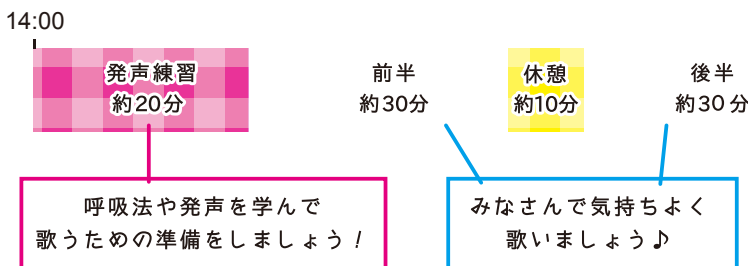 14:00
発声練習
約20分
前半
約30分
休憩
約10分
後半
約30分
呼吸法や発声を学んで
歌うための準備をしましょう！
みなさんで気持ちよく
歌いましょう♪